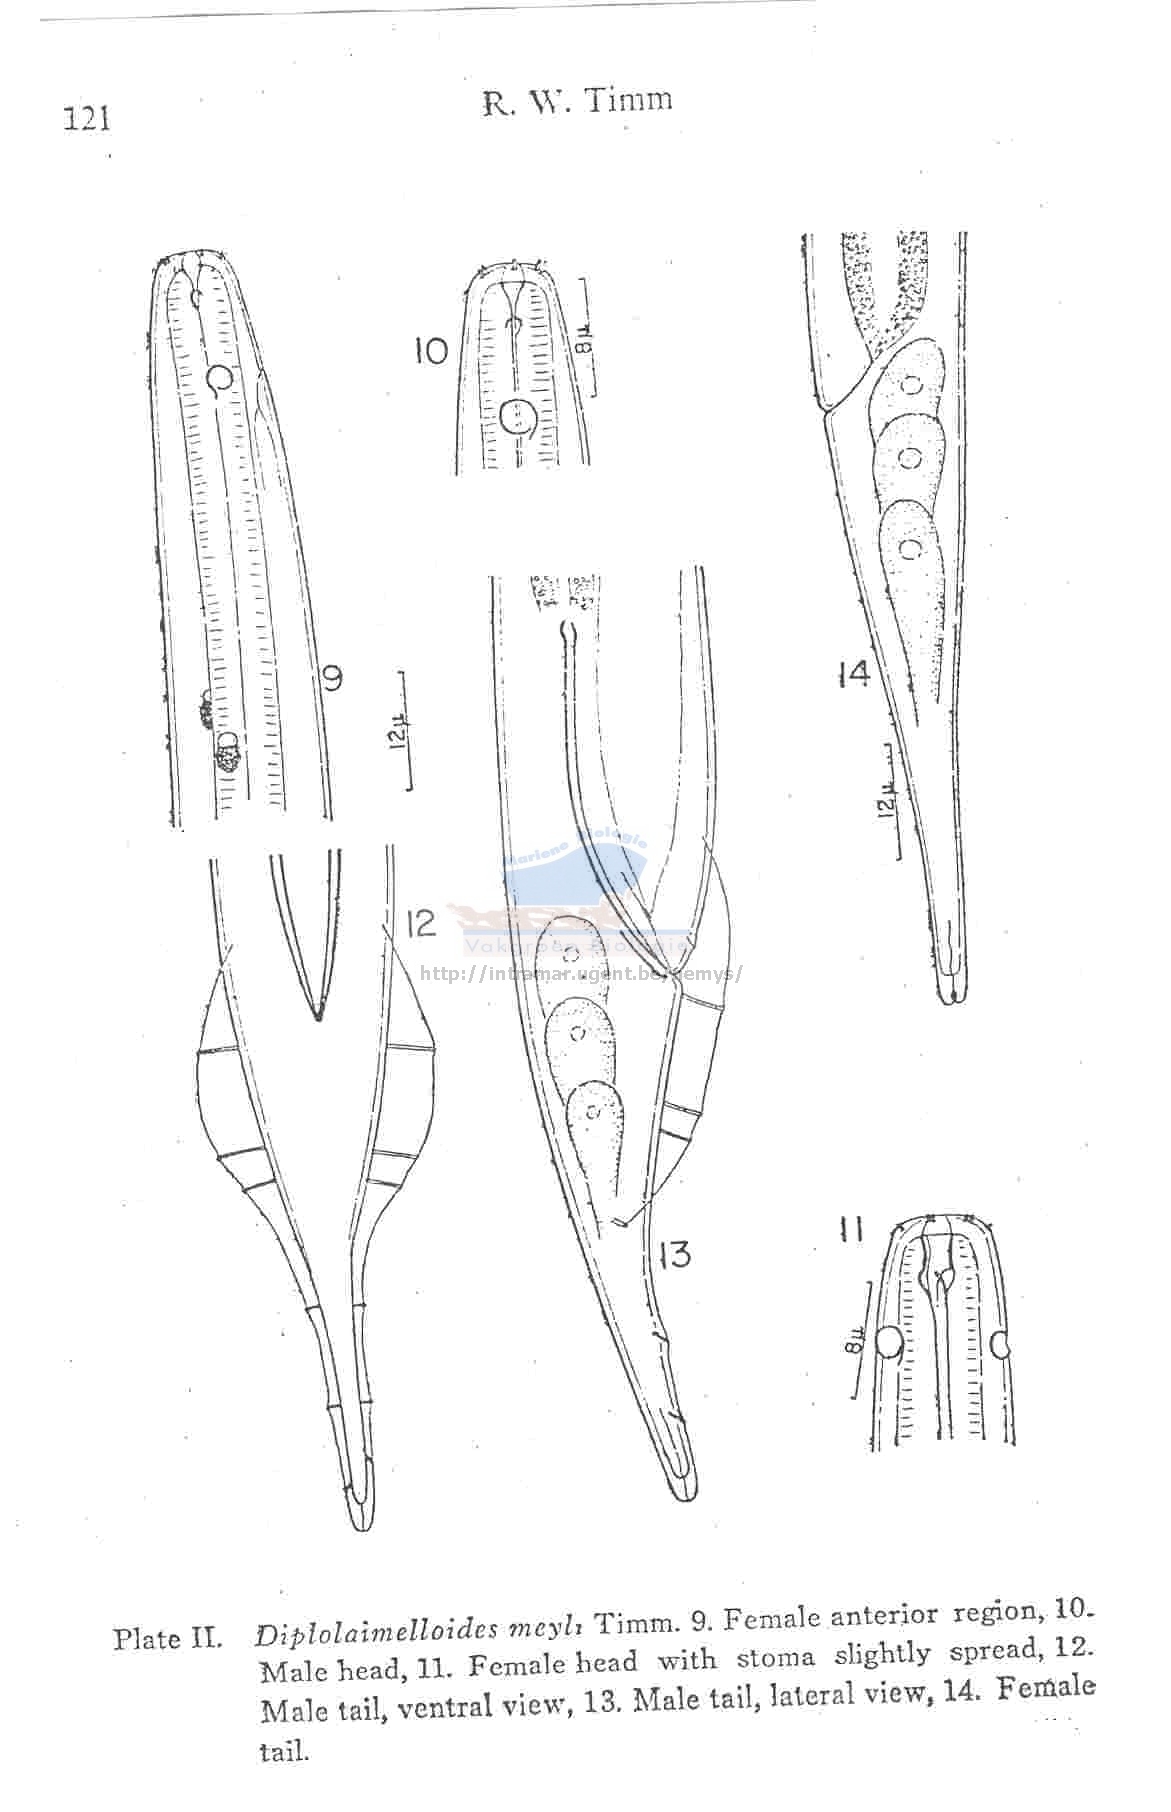 121
R. W. Timm
10
8µ
9
12µ
14
12µ
12
Mariene Biologie
Vakgroep Biologie
http://intramar.ugent.be/nemys/
13
11
8µ
Plate II. Diplolaimelloides meyli Timm. 9. Female anterior region, 10.
Male head, 11. Female head with stoma slightly spread, 12.
Male tail, ventral view, 13. Male tail, lateral view, 14. Female
tail.